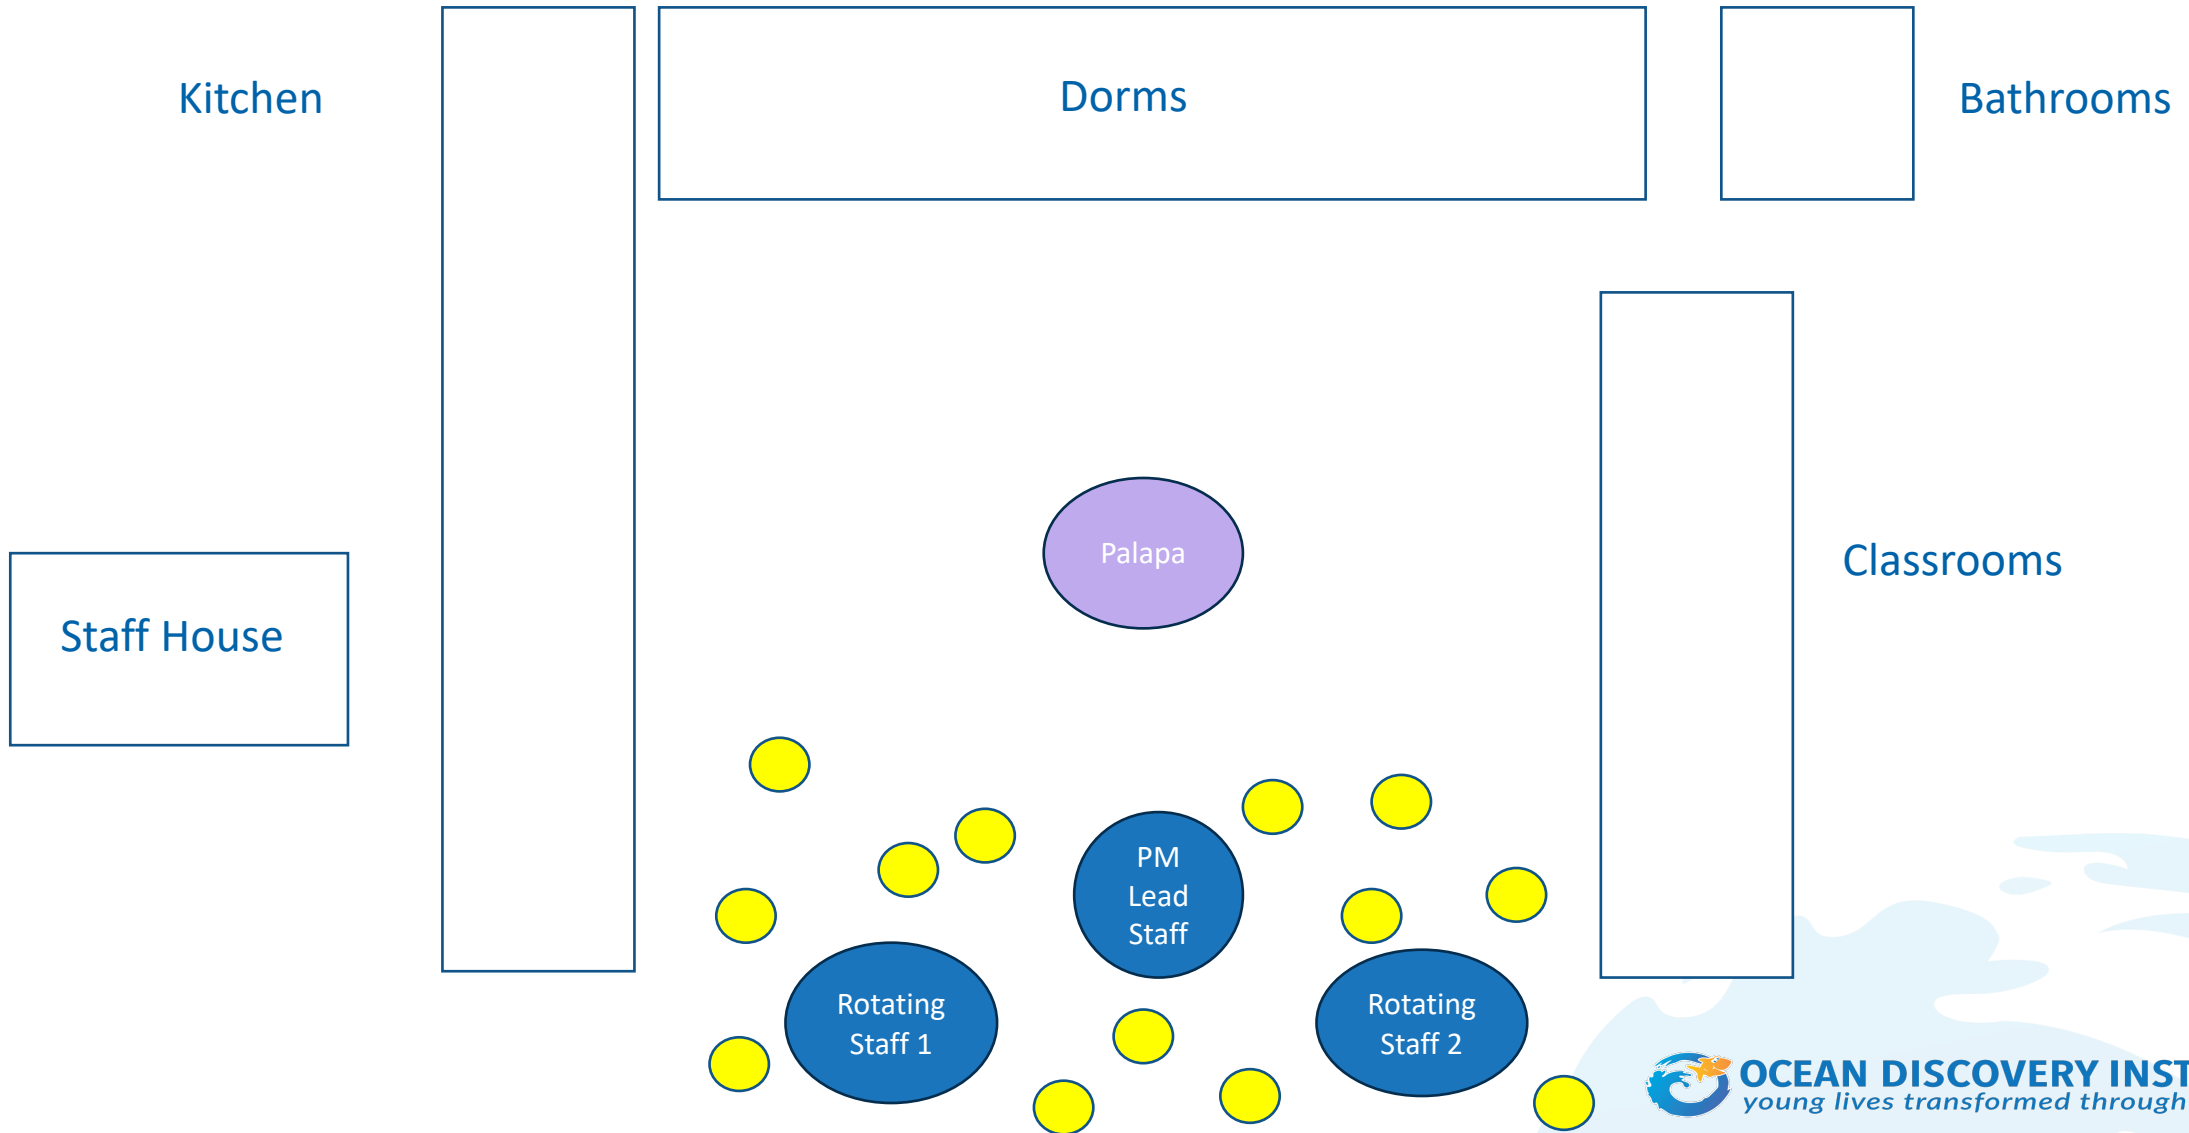 Kitchen
Dorms
Bathrooms
Palapa
Classrooms
Staff House
PM
Lead
Staff
Rotating
Staff 1
Rotating
Staff 2
OCEAN DISCOVERY INST
young lives transformed through